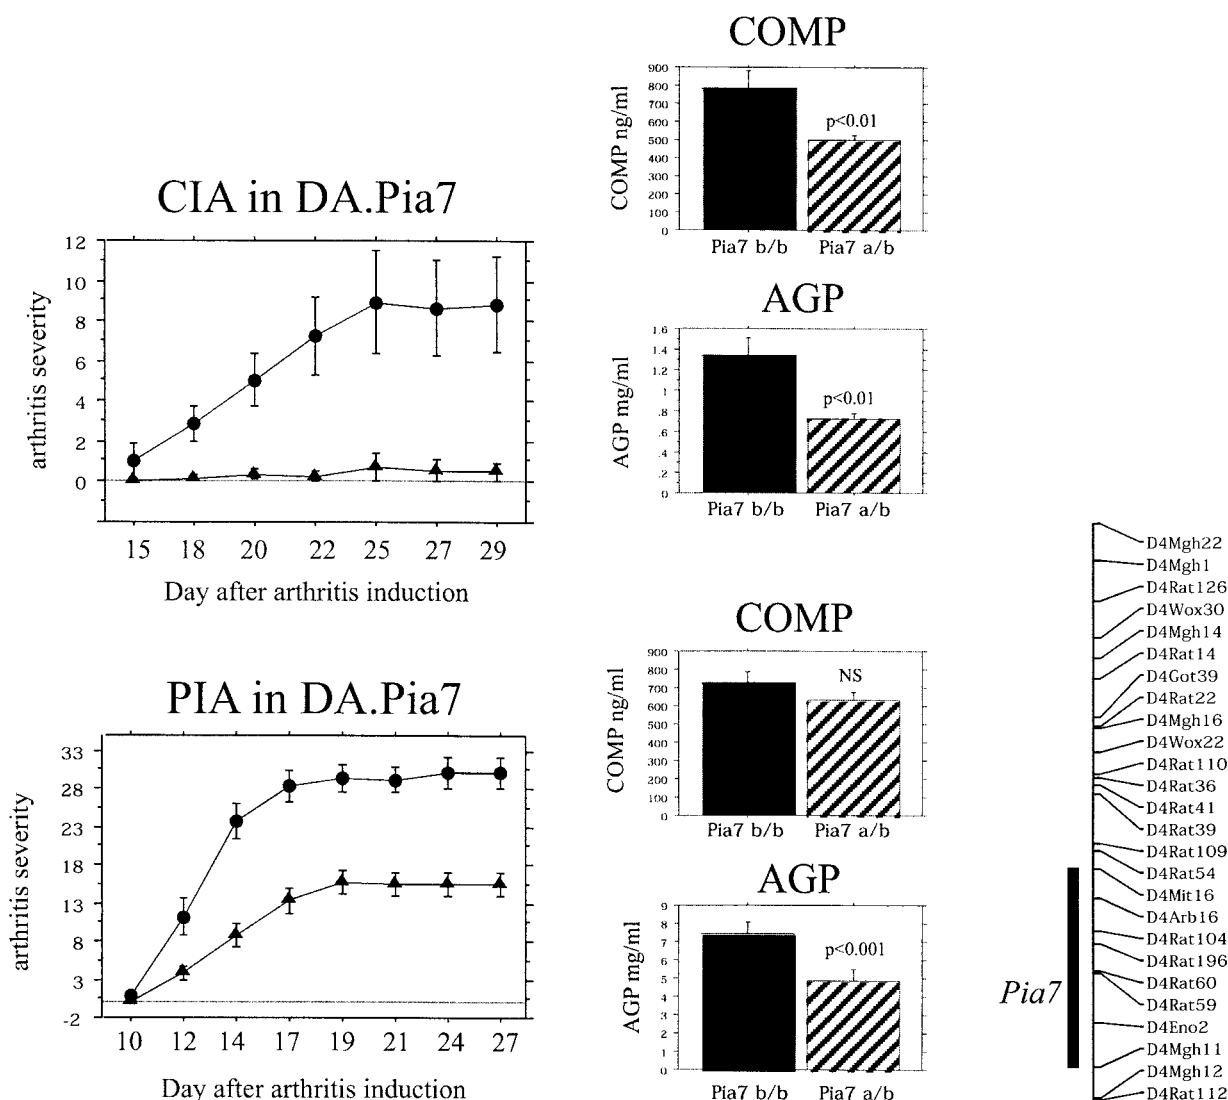 CIA in DA.Pia7
12
10
8
6
4
2
0
arthritis severity
15 18 20 22 25 27 29
Day after arthritis induction
COMP
900
800
700
600
500
400
300
200
100
0
COMP ng/ml
p<0.01
Pia7 b/b Pia7 a/b
AGP
1.6
1.4
1.2
1
.8
.6
.4
.2
0
AGP mg/ml
p<0.01
Pia7 b/b Pia7 a/b
PIA in DA.Pia7
33
28
23
18
13
8
3
-2
arthritis severity
10 12 14 17 19 21 24 27
Day after arthritis induction
COMP
900
800
700
600
500
400
300
200
100
0
COMP ng/ml
NS
Pia7 b/b Pia7 a/b
AGP
9
8
7
6
5
4
3
2
1
0
AGP mg/ml
p<0.001
Pia7 b/b Pia7 a/b
Pia7
D4Mgh22
D4Mgh1
D4Rat126
D4Wox30
D4Mgh14
D4Rat14
D4Got39
D4Rat22
D4Mgh16
D4Wox22
D4Rat110
D4Rat36
D4Rat41
D4Rat39
D4Rat109
D4Rat54
D4Mit16
D4Arb16
D4Rat104
D4Rat196
D4Rat60
D4Rat59
D4Eno2
D4Mgh11
D4Mgh12
D4Rat112